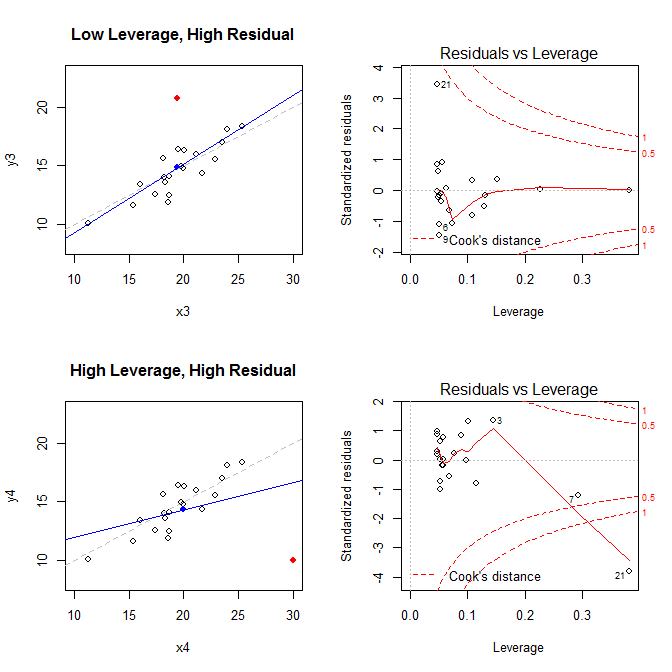 Low Leverage, High Residual
y3
20
15
10
10 15 20 25 30
x3
Residuals vs Leverage
Standardized residuals
4
3
2
1
0
-1
-2
21
6
9
Cook's distance
1
0.5
0.5
1
0.0 0.1 0.2 0.3
Leverage
High Leverage, High Residual
y4
20
15
10
10 15 20 25 30
x4
Residuals vs Leverage
Standardized residuals
2
1
0
-1
-2
-3
-4
3
7
21
Cook's distance
1
0.5
0.5
1
0.0 0.1 0.2 0.3
Leverage